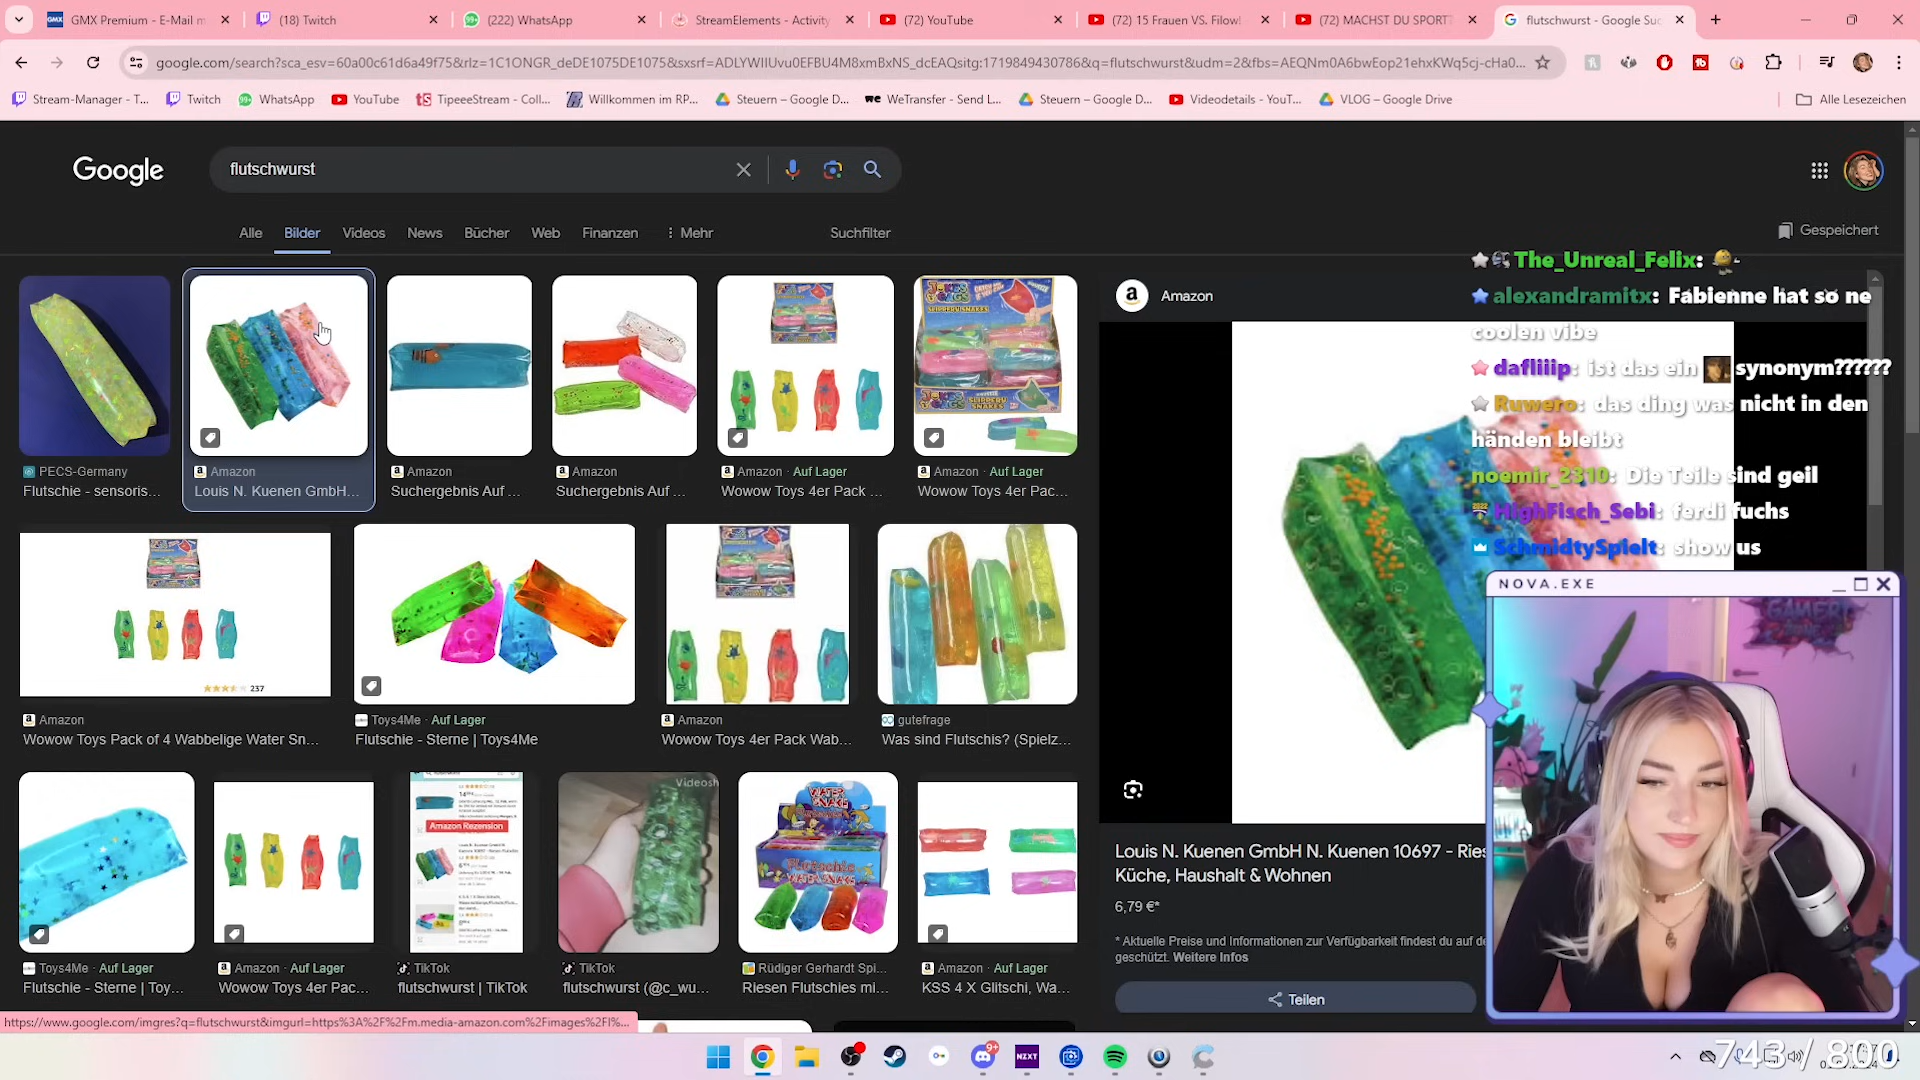 GMX Premium - E-Mail m
(18) Twitch
(222) WhatsApp
StreamElements - Activity
(72) YouTube
(72) 15 Frauen VS. Filow!
(72) MACHST DU SPORT
flutschwurst - Google Suc
google.com/search?sca_esv=60a00c61d6a49f75&rlz=1C1ONGR_deDE1075DE1075&sxsrf=ADLYWIIUvu0EFBU4M8xmBxNS_dcEAQsitg:1719849430786&q=flutschwurst&udm=2&fbs=AEQNm0A6bwEop21ehxKWq5cj-cHa0...
Stream-Manager - T...
Twitch
WhatsApp
YouTube
TipeeeStream - Coll...
Willkommen im RP...
Steuern – Google D...
WeTransfer - Send L...
Steuern – Google D...
Videodetails - YouT...
VLOG – Google Drive
Alle Lesezeichen
Google
flutschwurst
Alle
Bilder
Videos
News
Bücher
Web
Finanzen
Mehr
Suchfilter
Gespeichert
PECS-Germany
Flutschie - sensoris...
Amazon
Louis N. Kuenen GmbH...
Amazon
Suchergebnis Auf ...
Amazon
Suchergebnis Auf ...
Amazon · Auf Lager
Wowow Toys 4er Pack ...
Amazon · Auf Lager
Wowow Toys 4er Pac...
237
Amazon
Wowow Toys Pack of 4 Wabbelige Water Sn...
Toys4Me · Auf Lager
Flutschie - Sterne | Toys4Me
Amazon
Wowow Toys 4er Pack Wab...
gutefrage
Was sind Flutschis? (Spielz...
Amazon Rezension
Videosh
WATER
SNAKE
Toys4Me · Auf Lager
Flutschie - Sterne | Toy...
Amazon · Auf Lager
Wowow Toys 4er Pac...
TikTok
flutschwurst | TikTok
TikTok
flutschwurst (@c_wu...
Rüdiger Gerhardt Spi...
Riesen Flutschies mi...
Amazon · Auf Lager
KSS 4 X Glitschi, Wa...
https://www.google.com/imgres?q=flutschwurst&imgurl=https%3A%2F%2Fm.media-amazon.com%2Fimages%2FI%...
Amazon
Louis N. Kuenen GmbH N. Kuenen 10697 - Ries
Küche, Haushalt & Wohnen
6,79 €*
* Aktuelle Preise und Informationen zur Verfügbarkeit findest du auf de
geschützt. Weitere Infos
Teilen
The_Unreal_Felix:
alexandramitx: Fabienne hat so ne
coolen vibe
dafliiip: ist das ein synonym??????
Ruwero: das ding was nicht in den
händen bleibt
noemir_2310: Die Teile sind geil
HighFisch_Sebi: ferdi fuchs
SchmidtySpielt: show us
NOVA.EXE
GAMER
NZXT
9+
743 / 800